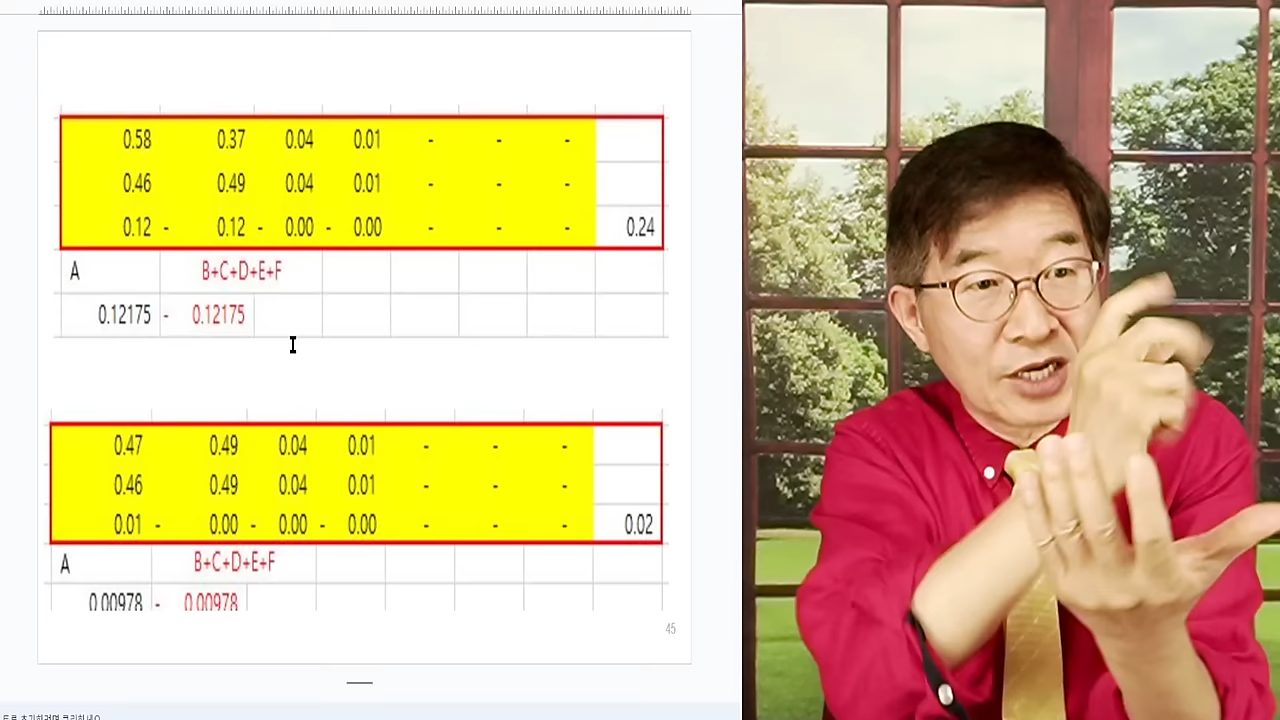 0.58 0.37 0.04 0.01 - - -
0.46 0.49 0.04 0.01 - - -
0.12 - 0.12 - 0.00 - 0.00 - - - 0.24
A B+C+D+E+F
0.12175 - 0.12175
0.47 0.49 0.04 0.01 - - -
0.46 0.49 0.04 0.01 - - -
0.01 - 0.00 - 0.00 - 0.00 - - - 0.02
A B+C+D+E+F
0.00978 - 0.00978
45